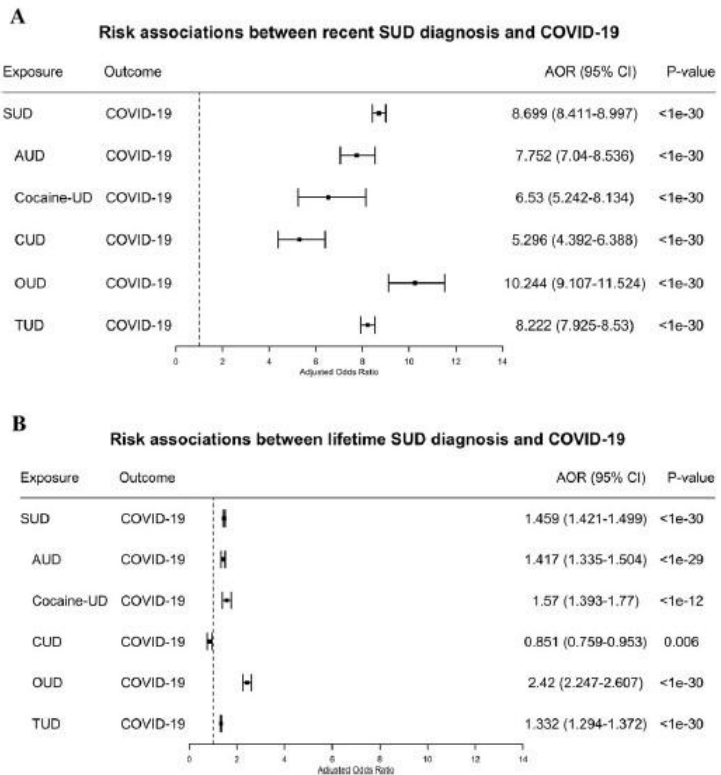 A
Risk associations between recent SUD diagnosis and COVID-19
Exposure Outcome AOR (95% CI) P-value
SUD COVID-19 8.699 (8.411-8.997) <1e-30
AUD COVID-19 7.752 (7.04-8.536) <1e-30
Cocaine-UD COVID-19 6.53 (5.242-8.134) <1e-30
CUD COVID-19 5.296 (4.392-6.388) <1e-30
OUD COVID-19 10.244 (9.107-11.524) <1e-30
TUD COVID-19 8.222 (7.925-8.53) <1e-30
0 2 4 6 8 10 12 14
Adjusted Odds Ratio
B
Risk associations between lifetime SUD diagnosis and COVID-19
Exposure Outcome AOR (95% CI) P-value
SUD COVID-19 1.459 (1.421-1.499) <1e-30
AUD COVID-19 1.417 (1.335-1.504) <1e-29
Cocaine-UD COVID-19 1.57 (1.393-1.77) <1e-12
CUD COVID-19 0.851 (0.759-0.953) 0.006
OUD COVID-19 2.42 (2.247-2.607) <1e-30
TUD COVID-19 1.332 (1.294-1.372) <1e-30
0 2 4 6 8 10 12 14
Adjusted Odds Ratio